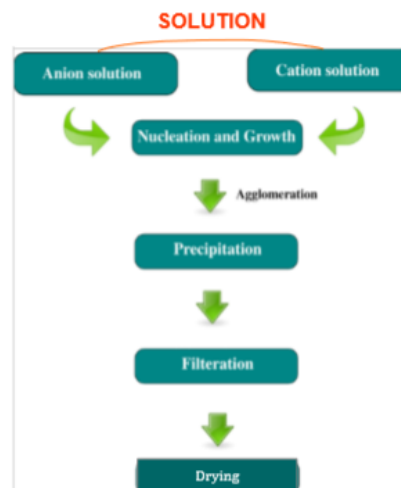 SOLUTION
Anion solution
Cation solution
Nucleation and Growth
Agglomeration
Precipitation
Filteration
Drying